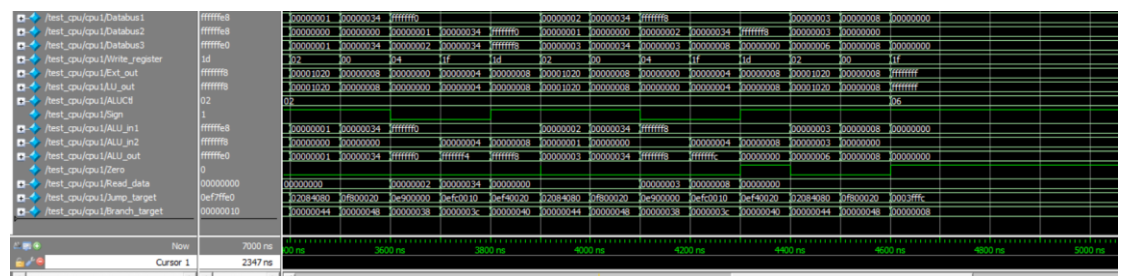 /test_cpu/cpu1/Databus1 ffffffe8 00000001 00000034 fffffff0 00000002 00000034 fffffff8 00000003 00000008 00000000
/test_cpu/cpu1/Databus2 ffffffe8 00000000 00000000 00000001 00000034 fffffff0 00000001 00000000 00000002 00000034 fffffff8 00000003 00000000
/test_cpu/cpu1/Databus3 ffffffe0 00000001 00000034 00000002 00000034 fffffff8 00000003 00000034 00000003 00000008 00000000 00000006 00000008 00000000
/test_cpu/cpu1/Write_register 1d 02 00 04 1f 1d 02 00 04 1f 1d 02 00 1f
/test_cpu/cpu1/Ext_out fffffff8 00001020 00000008 00000000 00000004 00000008 00001020 00000008 00000000 00000004 00000008 00001020 00000008 ffffffff
/test_cpu/cpu1/LU_out fffffff8 00001020 00000008 00000000 00000004 00000008 00001020 00000008 00000000 00000004 00000008 00001020 00000008 ffffffff
/test_cpu/cpu1/ALUCtl 02 02 06
/test_cpu/cpu1/Sign 1
/test_cpu/cpu1/ALU_in1 ffffffe8 00000001 00000034 fffffff0 00000002 00000034 fffffff8 00000003 00000008 00000000
/test_cpu/cpu1/ALU_in2 fffffff8 00000000 00000000 00000004 00000008 00000001 00000000 00000004 00000008 00000003 00000000
/test_cpu/cpu1/ALU_out ffffffe0 00000001 00000034 fffffff0 fffffff4 fffffff8 00000003 00000034 fffffff8 fffffffc 00000000 00000006 00000008 00000000
/test_cpu/cpu1/Zero 0
/test_cpu/cpu1/Read_data 00000000 00000000 00000002 00000034 00000000 00000003 00000008 00000000
/test_cpu/cpu1/Jump_target 0ef7ffe0 02084080 0f800020 0e900000 0efc0010 0ef40020 02084080 0f800020 0e900000 0efc0010 0ef40020 02084080 0f800020 0003fffc
/test_cpu/cpu1/Branch_target 00000010 00000044 00000048 00000038 0000003c 00000040 00000044 00000048 00000038 0000003c 00000040 00000044 00000048 00000008
Now 7000 ns 3600 ns 3800 ns 4000 ns 4200 ns 4400 ns 4600 ns 4800 ns 5000 ns
Cursor 1 2347 ns